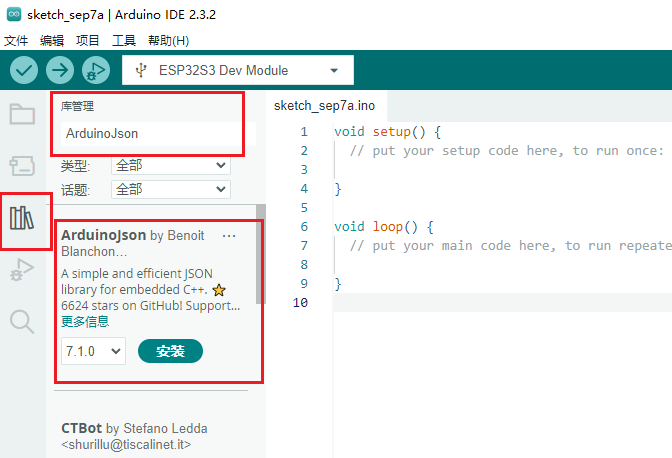 sketch_sep7a | Arduino IDE 2.3.2
文件 编辑 项目 工具 帮助(H)
ESP32S3 Dev Module
库管理
ArduinoJson
类型: 全部
话题: 全部
ArduinoJson by Benoit
Blanchon…
A simple and efficient JSON
library for embedded C++. ⭐
6624 stars on GitHub! Support...
更多信息
7.1.0 安装
CTBot by Stefano Ledda
<shurillu@tiscalinet.it>
sketch_sep7a.ino
1 void setup() {
2 // put your setup code here, to run once:
3
4 }
5
6 void loop() {
7 // put your main code here, to run repeate
8
9 }
10